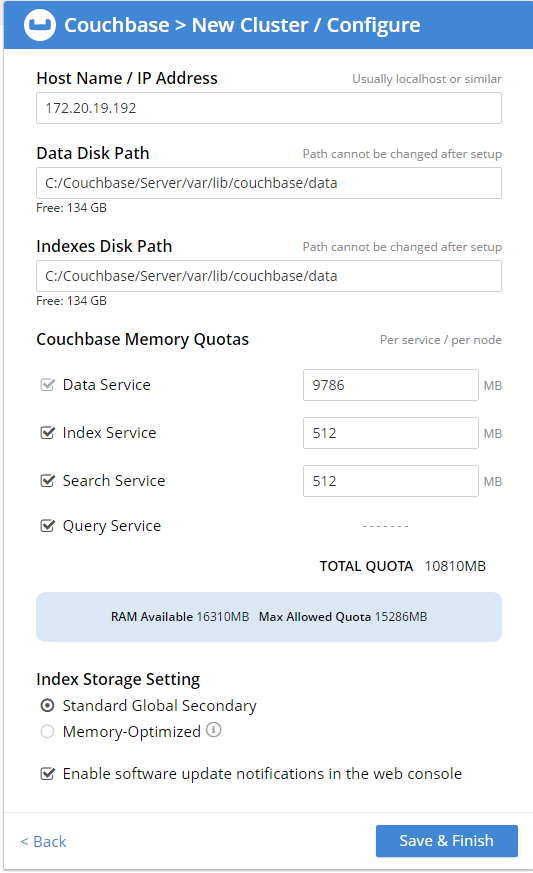 Couchbase > New Cluster / Configure
Host Name / IP Address Usually localhost or similar
172.20.19.192
Data Disk Path Path cannot be changed after setup
C:/Couchbase/Server/var/lib/couchbase/data
Free: 134 GB
Indexes Disk Path Path cannot be changed after setup
C:/Couchbase/Server/var/lib/couchbase/data
Free: 134 GB
Couchbase Memory Quotas Per service / per node
Data Service 9786 MB
Index Service 512 MB
Search Service 512 MB
Query Service -------
TOTAL QUOTA 10810MB
RAM Available 16310MB Max Allowed Quota 15286MB
Index Storage Setting
Standard Global Secondary
Memory-Optimized i
Enable software update notifications in the web console
< Back Save & Finish